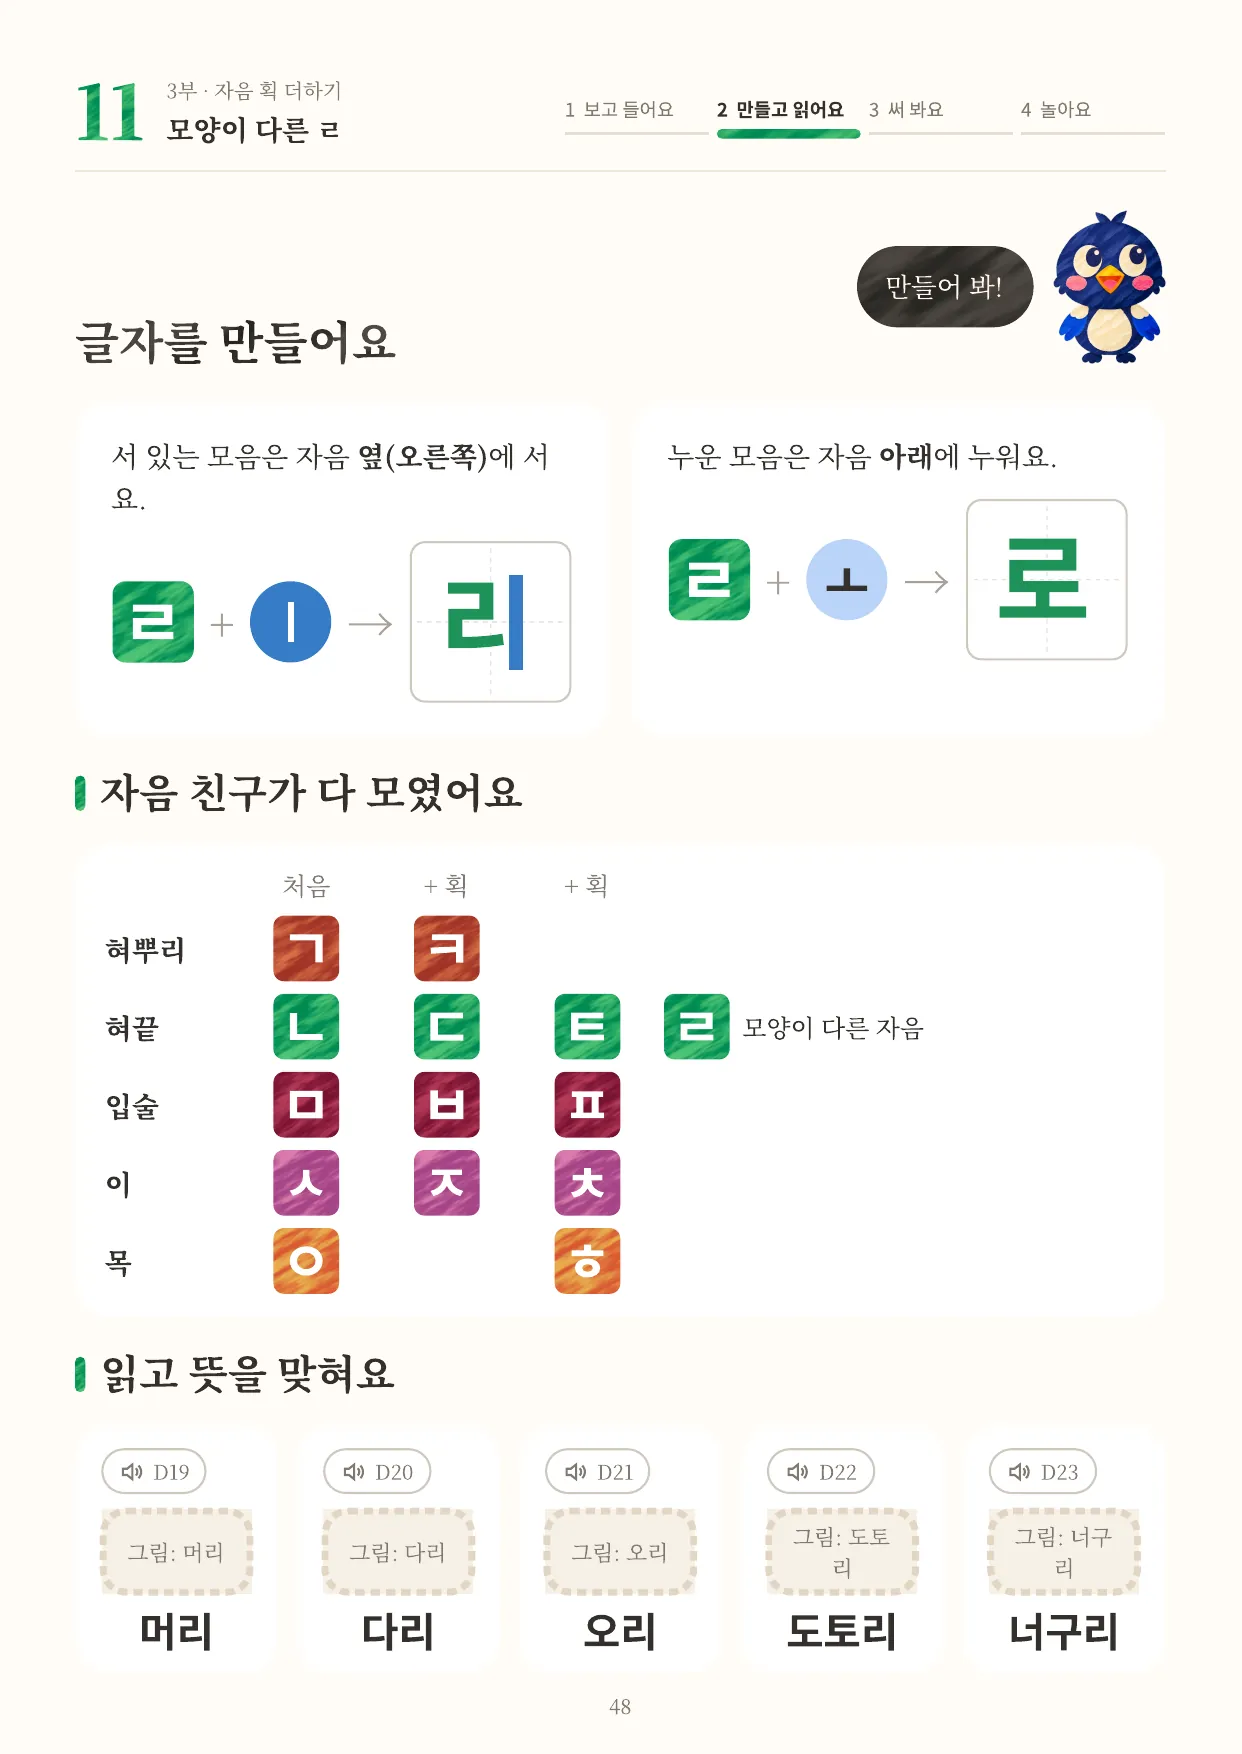 11
3부 · 자음 획 더하기
모양이 다른 ㄹ
1 보고 들어요
2 만들고 읽어요
3 써 봐요
4 놀아요
만들어 봐!
글자를 만들어요
서 있는 모음은 자음 옆(오른쪽)에 서
요.
ㄹ + ㅣ → 리
누운 모음은 자음 아래에 누워요.
ㄹ + ㅗ → 로
자음 친구가 다 모였어요
처음 + 획 + 획
혀뿌리 ㄱ ㅋ
혀끝 ㄴ ㄷ ㅌ ㄹ 모양이 다른 자음
입술 ㅁ ㅂ ㅍ
이 ㅅ ㅈ ㅊ
목 ㅇ ㅎ
읽고 뜻을 맞혀요
D19
그림: 머리
머리
D20
그림: 다리
다리
D21
그림: 오리
오리
D22
그림: 도토
리
도토리
D23
그림: 너구
리
너구리
48